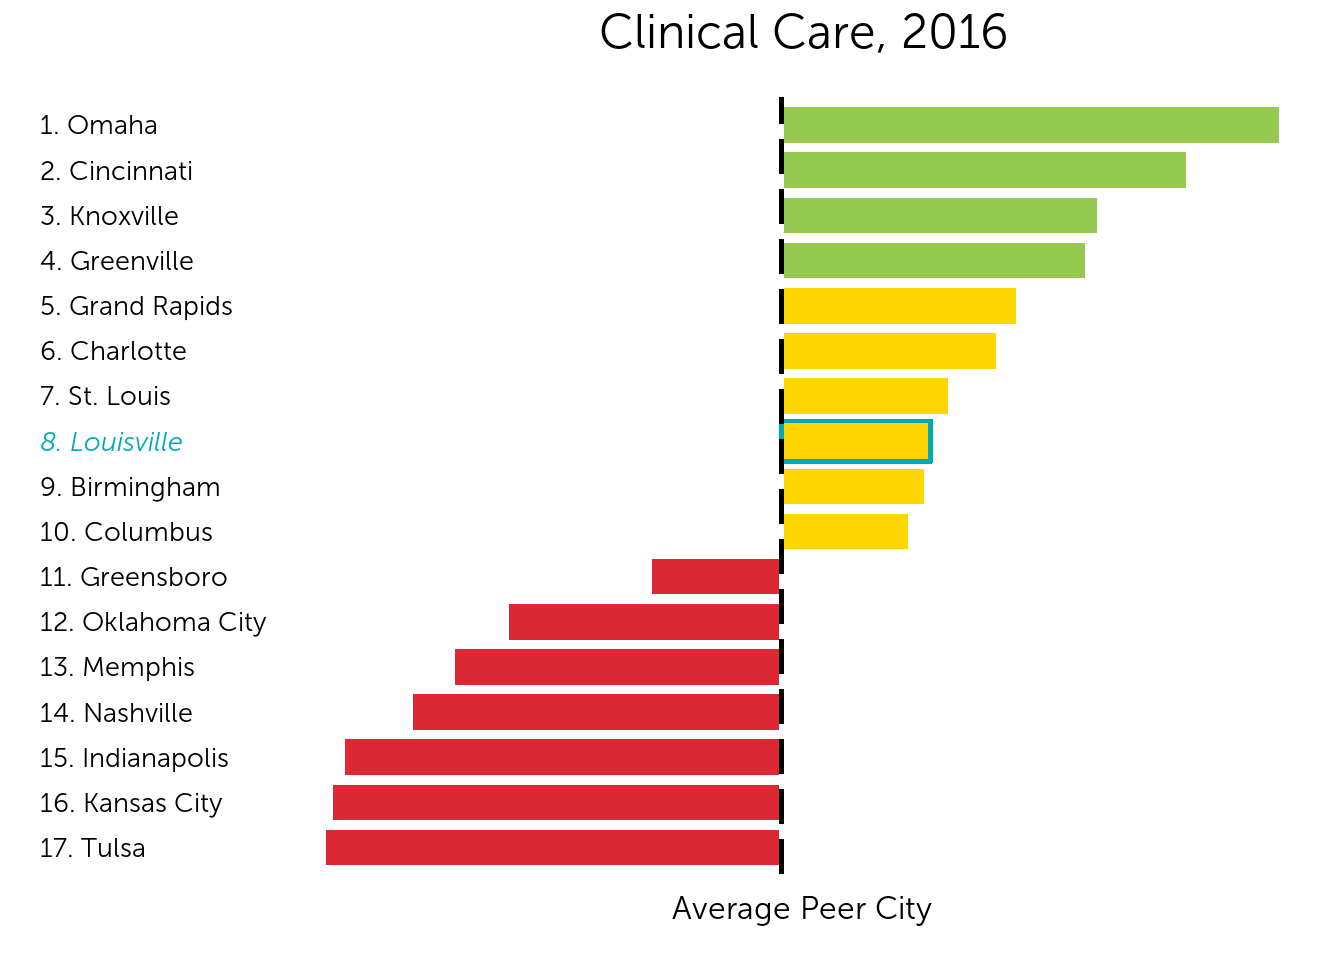 Clinical Care, 2016
1. Omaha
2. Cincinnati
3. Knoxville
4. Greenville
5. Grand Rapids
6. Charlotte
7. St. Louis
8. Louisville
9. Birmingham
10. Columbus
11. Greensboro
12. Oklahoma City
13. Memphis
14. Nashville
15. Indianapolis
16. Kansas City
17. Tulsa
Average Peer City